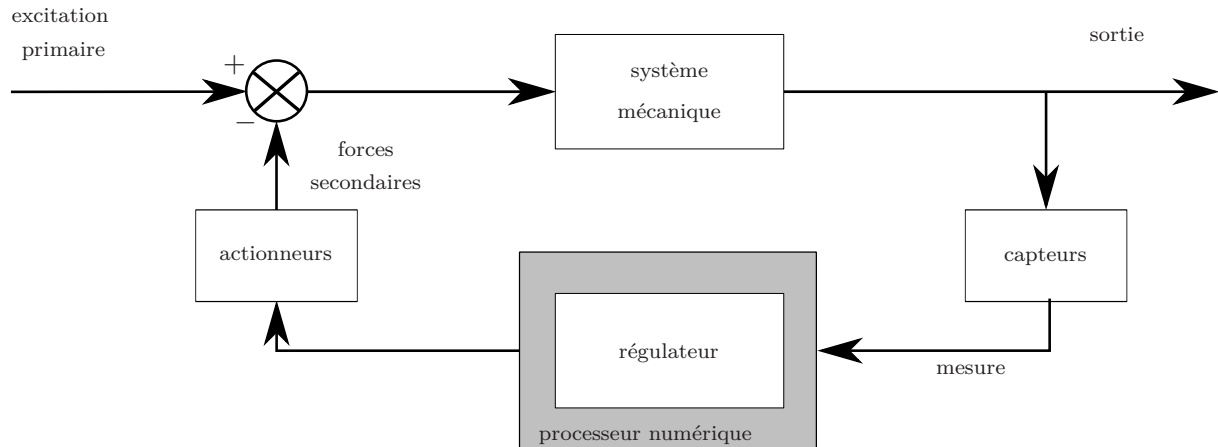 excitation
primaire
sortie
+
système
mécanique
−
forces
secondaires
actionneurs
capteurs
régulateur
mesure
processeur numérique